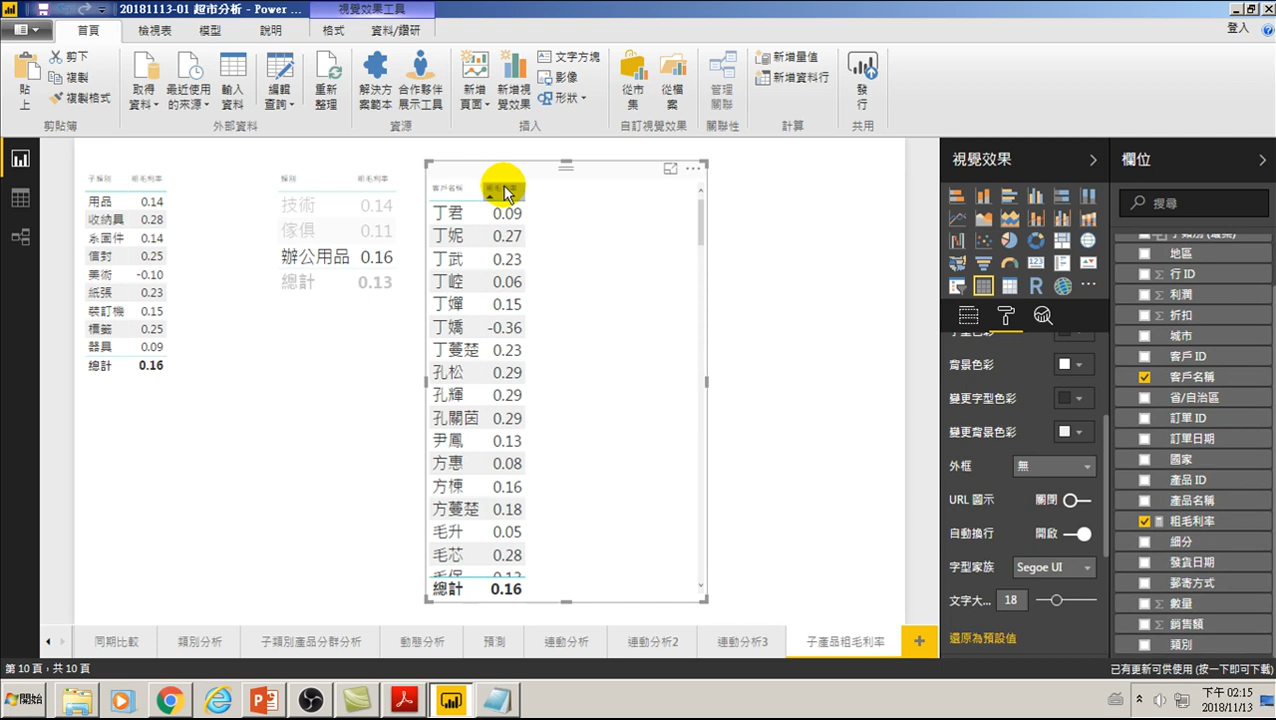 20181113-01 超市分析 - Power ...
視覺效果工具
首頁 檢視表 模型 說明 格式 資料/鑽研
登入
貼上
剪下
複製
複製格式
剪貼簿
取得資料
最近使用的來源
輸入資料
編輯查詢
外部資料
重新整理
解決方案範本
合作夥伴展示工具
資源
新增頁面
新增視覺效果
文字方塊
影像
形狀
插入
從市集
從檔案
自訂視覺效果
管理關聯
關聯性
新增量值
新增資料行
計算
發行
共用
子類別 粗毛利率
用品 0.14
收納具 0.28
系固件 0.14
信封 0.25
美術 -0.10
紙張 0.23
裝訂機 0.15
標籤 0.25
器具 0.09
總計 0.16
類別 粗毛利率
技術 0.14
傢俱 0.11
辦公用品 0.16
總計 0.13
客戶名稱 粗毛利率
丁君 0.09
丁妮 0.27
丁武 0.23
丁崆 0.06
丁嬋 0.15
丁嬌 -0.36
丁蔓楚 0.23
孔松 0.29
孔輝 0.29
孔關茵 0.29
尹鳳 0.13
方惠 0.08
方棟 0.16
方蔓楚 0.18
毛升 0.05
毛芯 0.28
總計 0.16
視覺效果
背景色彩
變更字型色彩
變更背景色彩
外框 無
URL 圖示 關閉
自動換行 開啟
字型家族 Segoe UI
文字大... 18
還原為預設值
欄位
搜尋
地區
行 ID
利潤
折扣
城市
客戶 ID
客戶名稱
省/自治區
訂單 ID
訂單日期
國家
產品 ID
產品名稱
粗毛利率
細分
發貨日期
郵寄方式
數量
銷售額
類別
同期比較 類別分析 子類別產品分群分析 動態分析 預測 連動分析 連動分析2 連動分析3 子產品粗毛利率
第 10 頁，共 10 頁
已有更新可供使用 (按一下即可下載)
開始
下午 02:15
2018/11/13